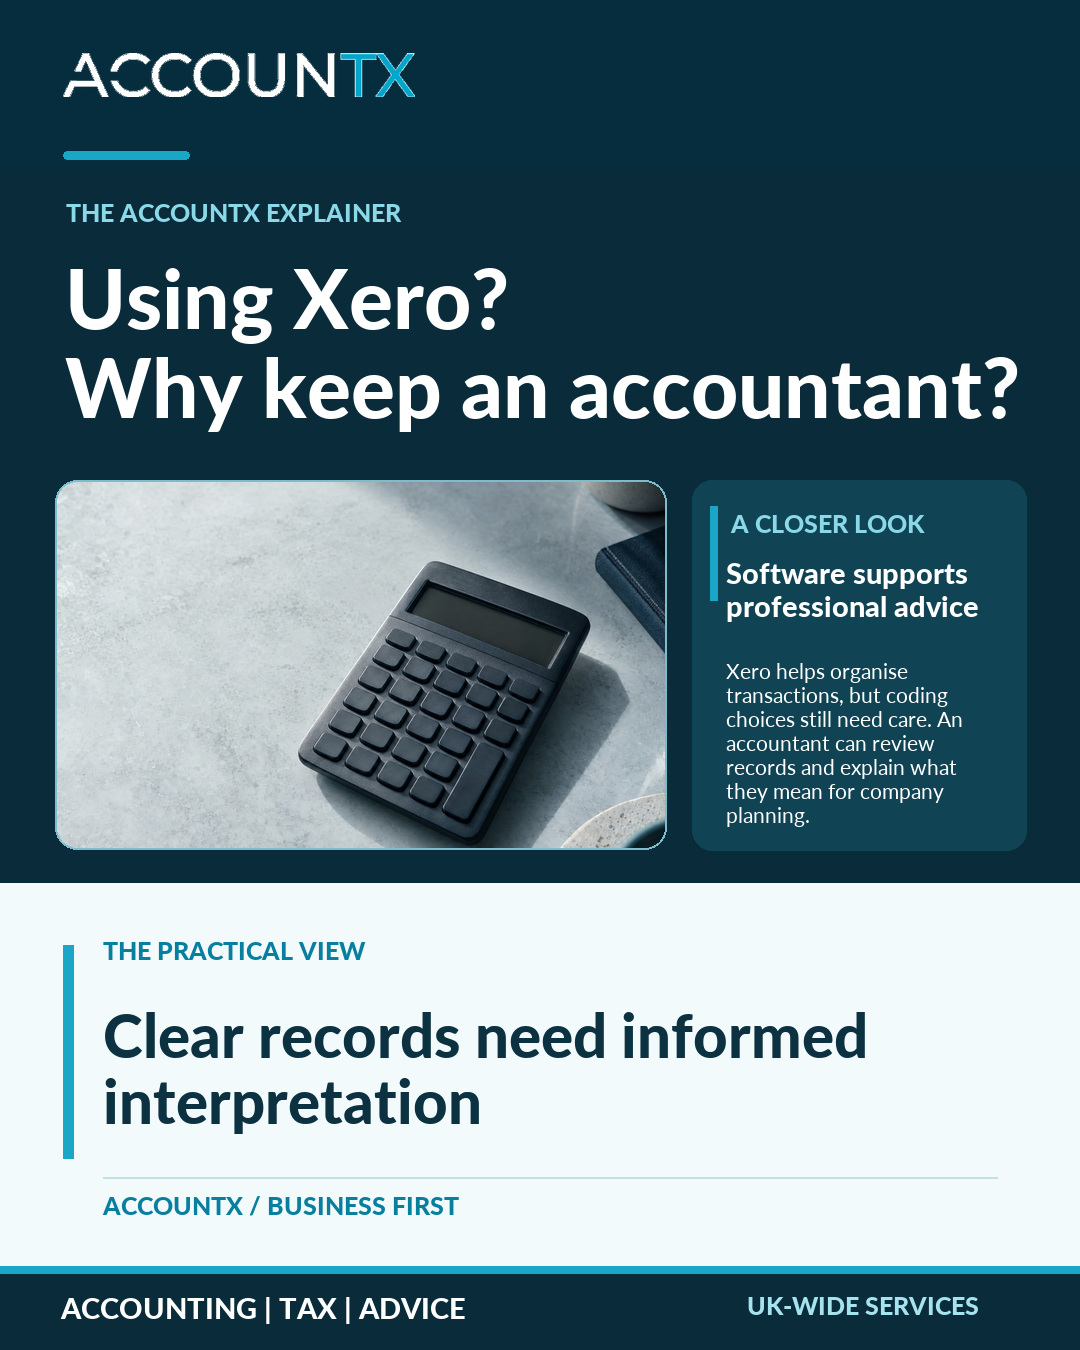 ACCOUNTX
THE ACCOUNTX EXPLAINER
Using Xero?
Why keep an accountant?
A CLOSER LOOK
Software supports
professional advice
Xero helps organise
transactions, but coding
choices still need care. An
accountant can review
records and explain what
they mean for company
planning.
THE PRACTICAL VIEW
Clear records need informed
interpretation
ACCOUNTX / BUSINESS FIRST
ACCOUNTING | TAX | ADVICE
UK-WIDE SERVICES